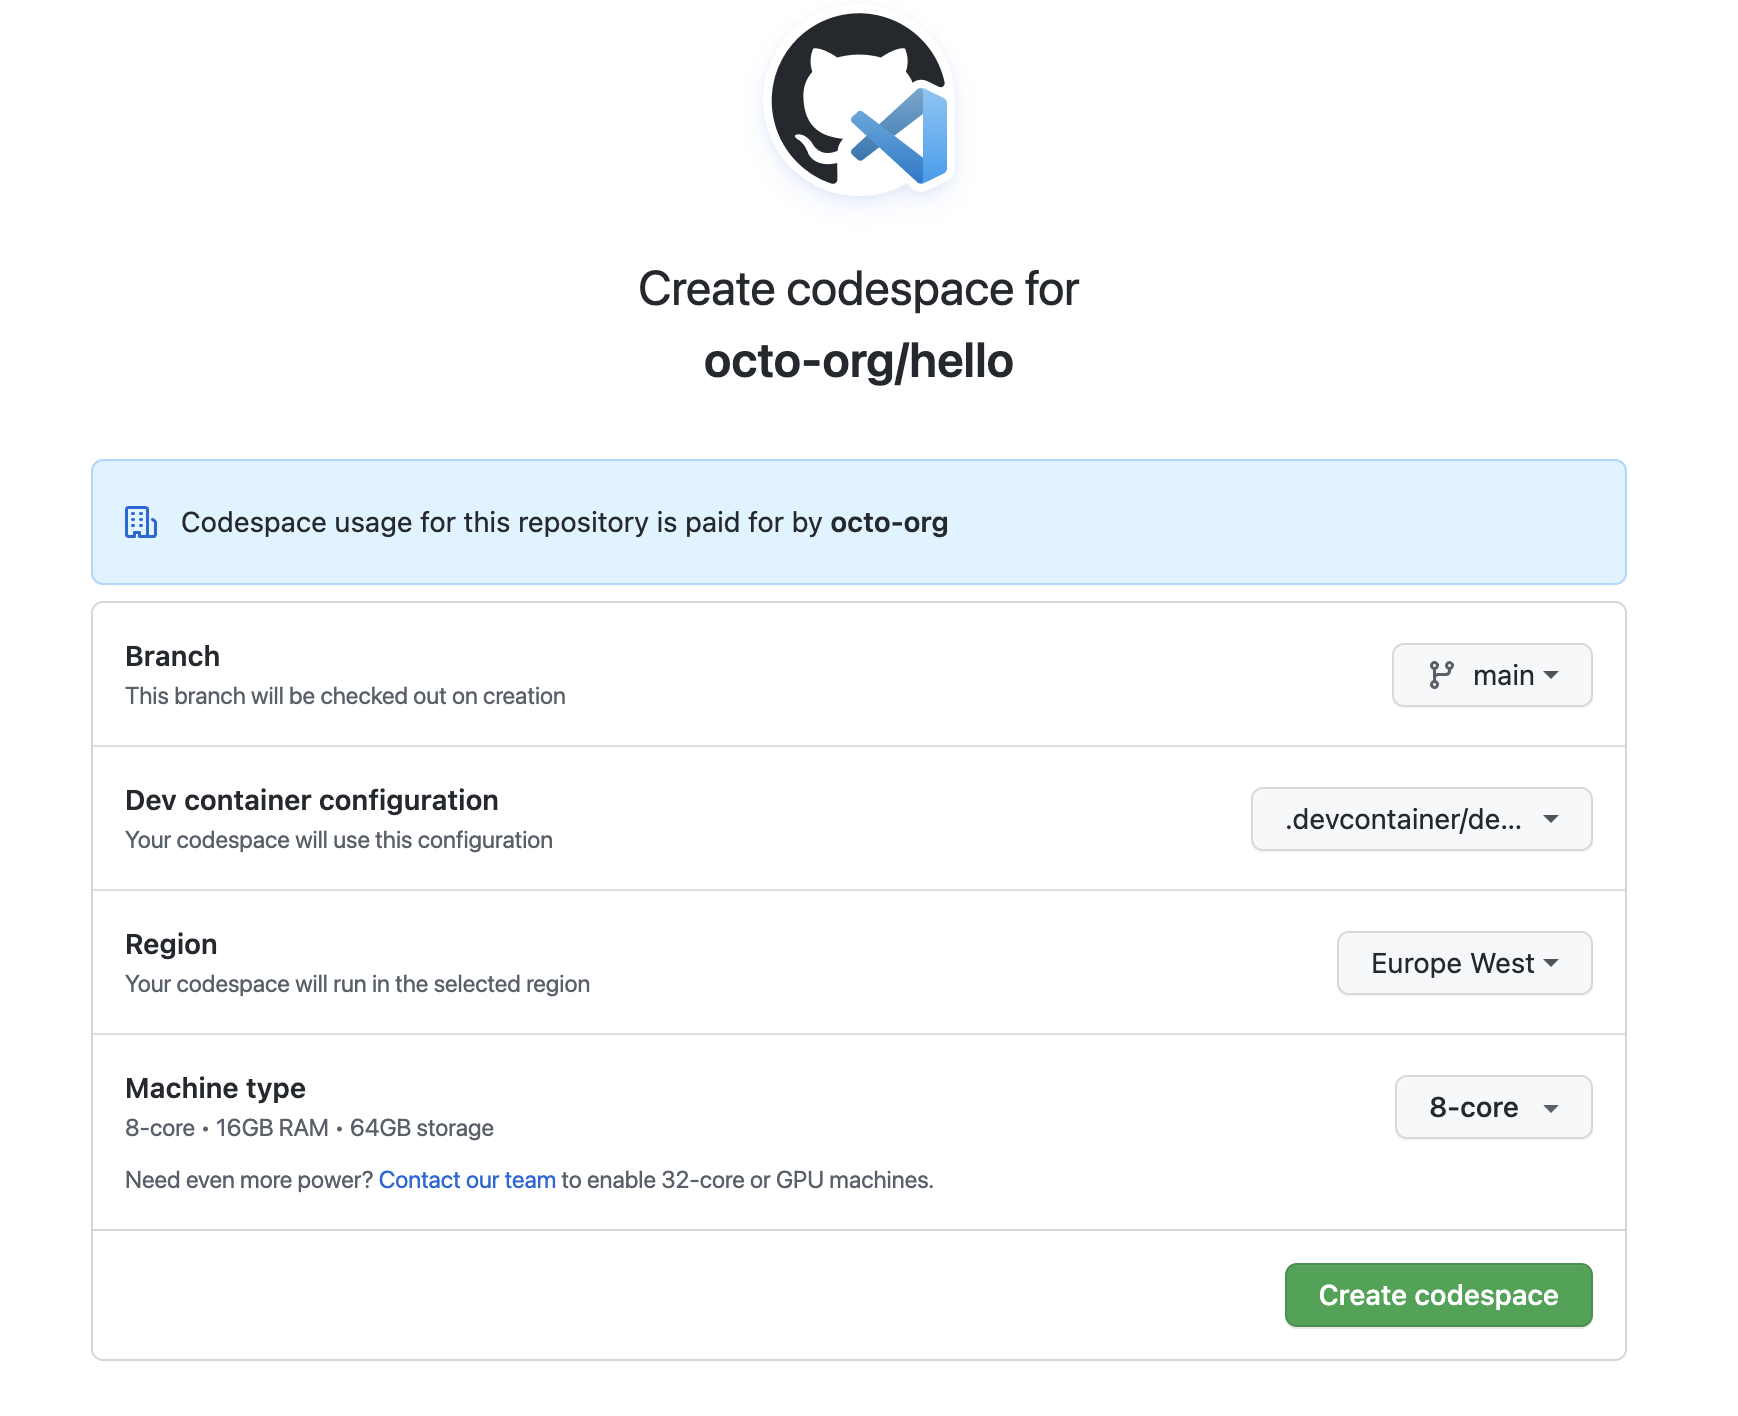 Create codespace for
octo-org/hello
Codespace usage for this repository is paid for by octo-org
Branch
This branch will be checked out on creation
main
Dev container configuration
Your codespace will use this configuration
.devcontainer/de...
Region
Your codespace will run in the selected region
Europe West
Machine type
8-core • 16GB RAM • 64GB storage
8-core
Need even more power? Contact our team to enable 32-core or GPU machines.
Create codespace